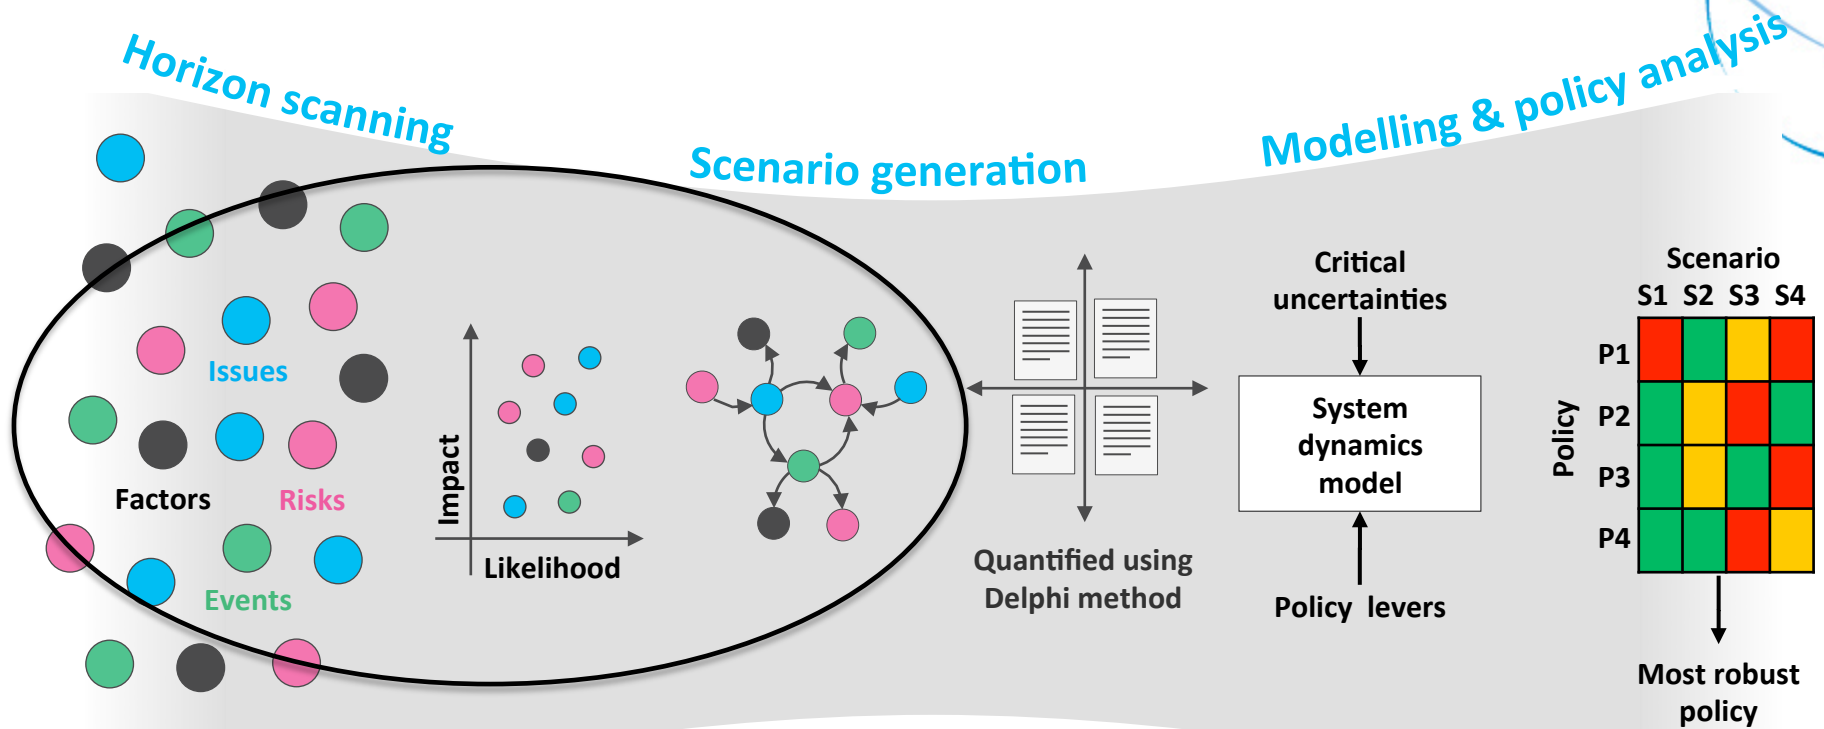 Horizon scanning
Scenario generation
Modelling & policy analysis
Issues
Factors
Risks
Events
Impact
Likelihood
Quantified using
Delphi method
Critical
uncertainties
System
dynamics
model
Policy levers
Scenario
S1 S2 S3 S4
Policy
P1
P2
P3
P4
Most robust
policy